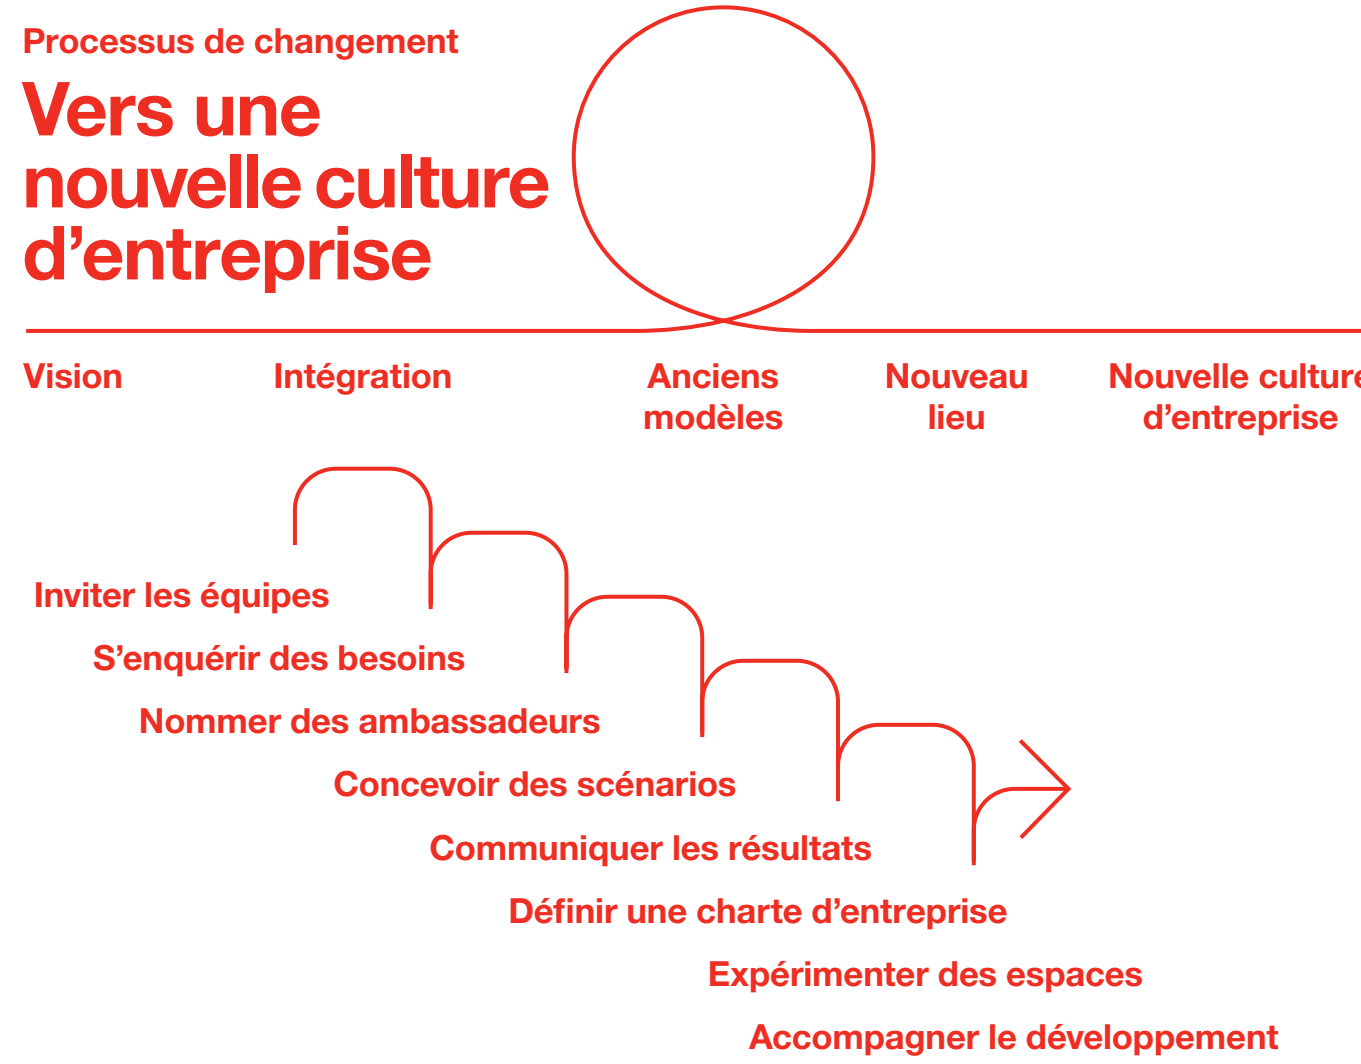 Processus de changement
Vers une
nouvelle culture
d’entreprise
Vision
Intégration
Anciens
modèles
Nouveau
lieu
Nouvelle culture
d’entreprise
Inviter les équipes
S’enquérir des besoins
Nommer des ambassadeurs
Concevoir des scénarios
Communiquer les résultats
Définir une charte d’entreprise
Expérimenter des espaces
Accompagner le développement